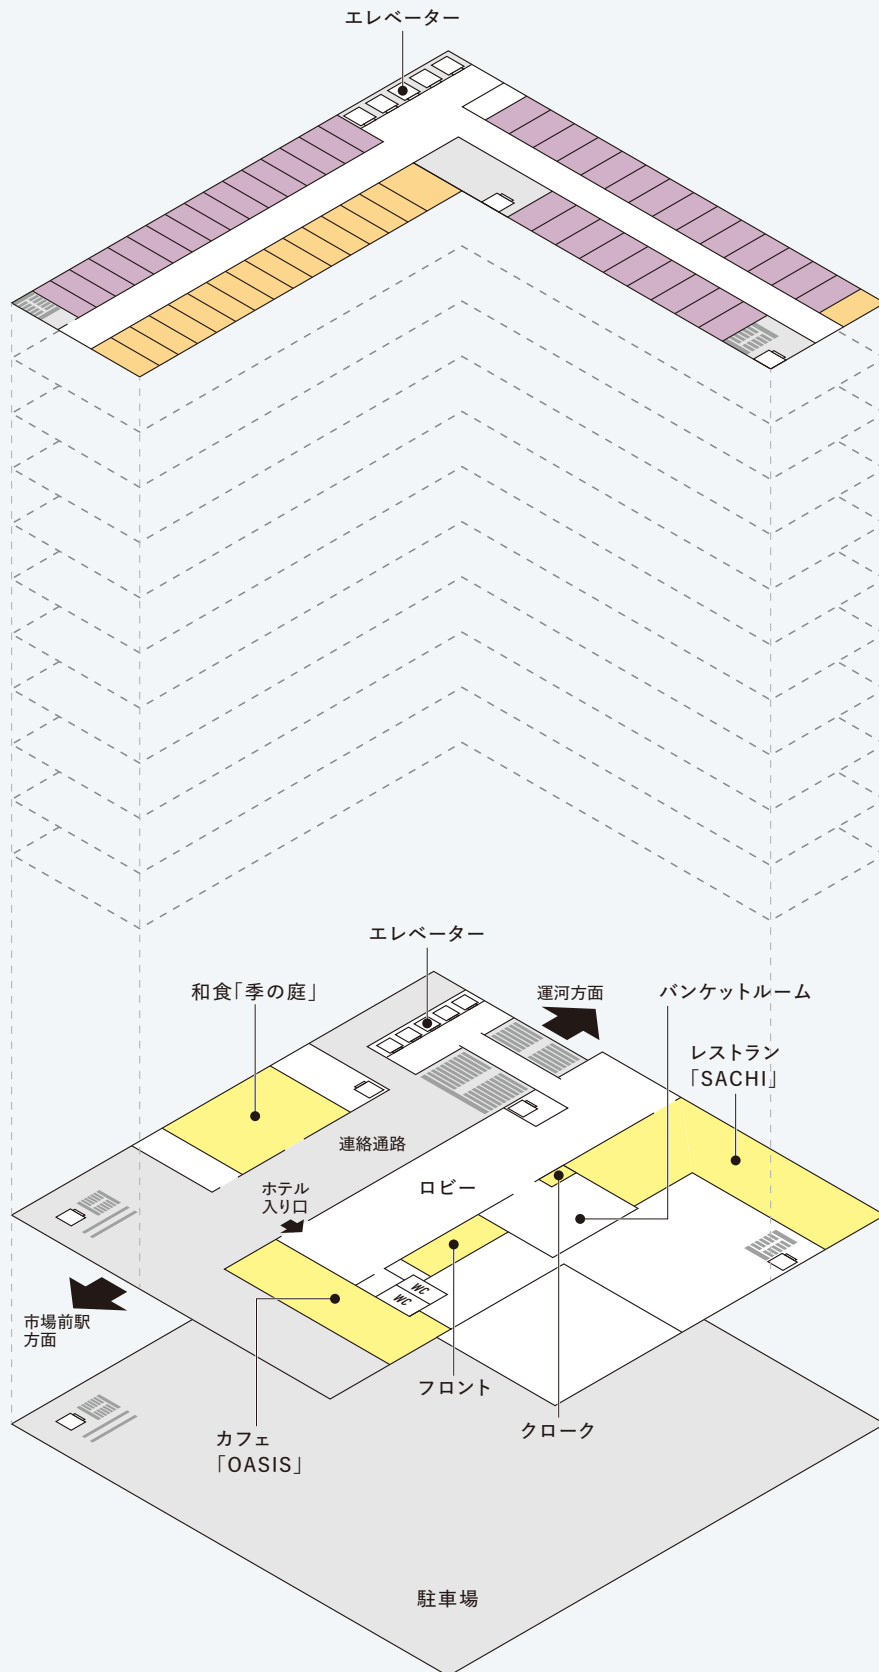 エレベーター
エレベーター
和食「季の庭」
運河方面
バンケットルーム
レストラン
「SACHI」
連絡通路
ホテル
入り口
ロビー
WC
WC
市場前駅
方面
フロント
クローク
カフェ
「OASIS」
駐車場